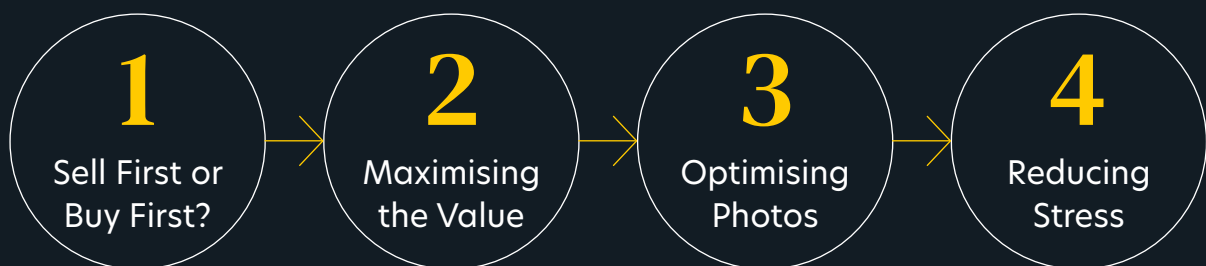 1
Sell First or
Buy First?
2
Maximising
the Value
3
Optimising
Photos
4
Reducing
Stress